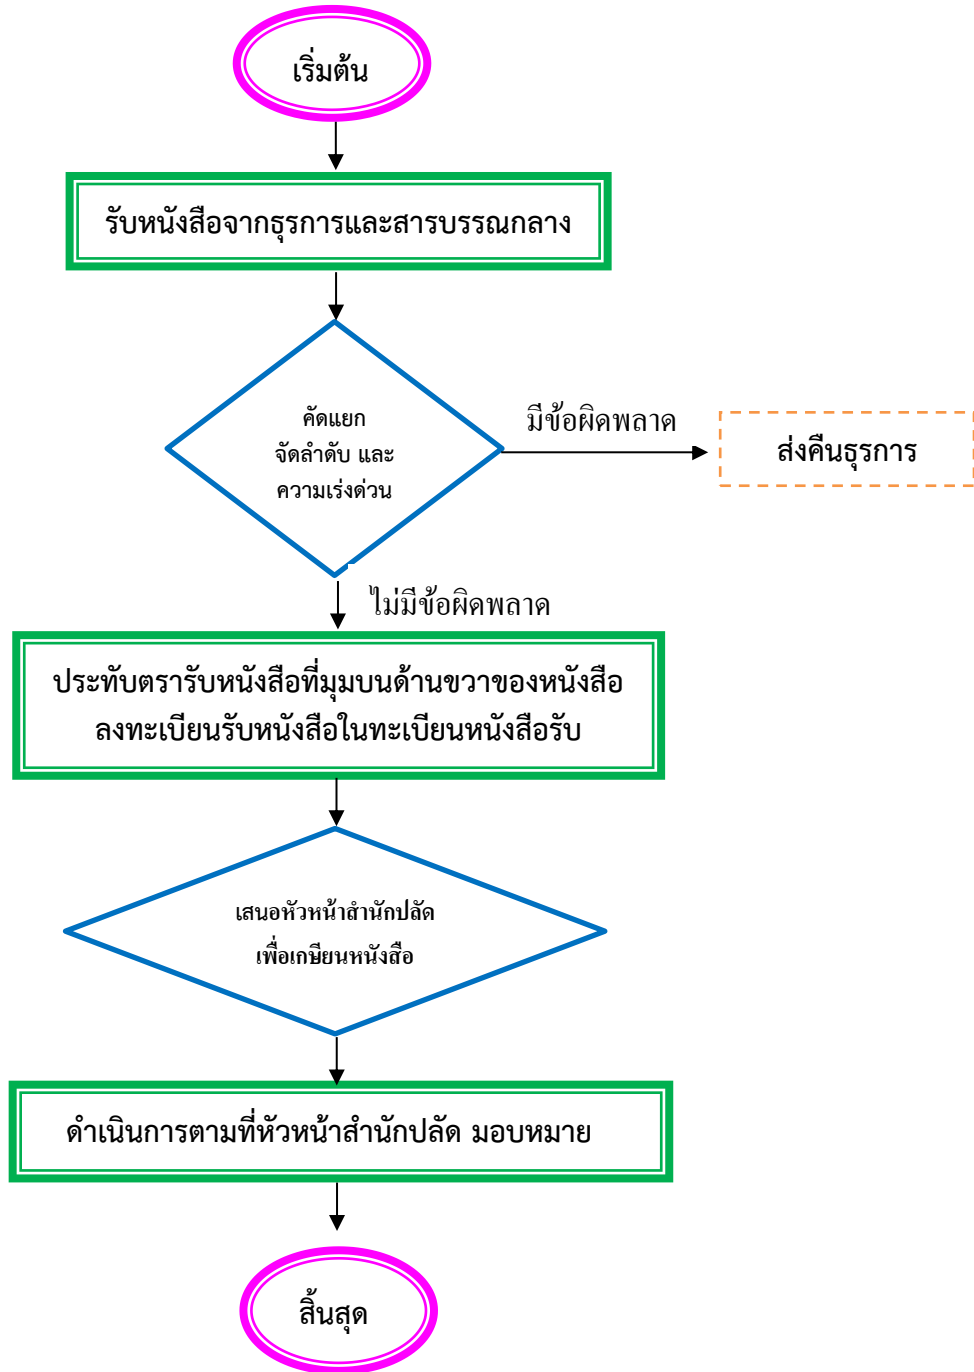 เริ่มต้น
รับหนังสือจากธุรการและสารบรรณกลาง
คัดแยก
จัดลำดับ และ
ความเร่งด่วน
มีข้อผิดพลาด
ส่งคืนธุรการ
ไม่มีข้อผิดพลาด
ประทับตรารับหนังสือที่มุมบนด้านขวาของหนังสือ
ลงทะเบียนรับหนังสือในทะเบียนหนังสือรับ
เสนอหัวหน้าสำนักปลัด
เพื่อเกษียนหนังสือ
ดำเนินการตามที่หัวหน้าสำนักปลัด มอบหมาย
สิ้นสุด